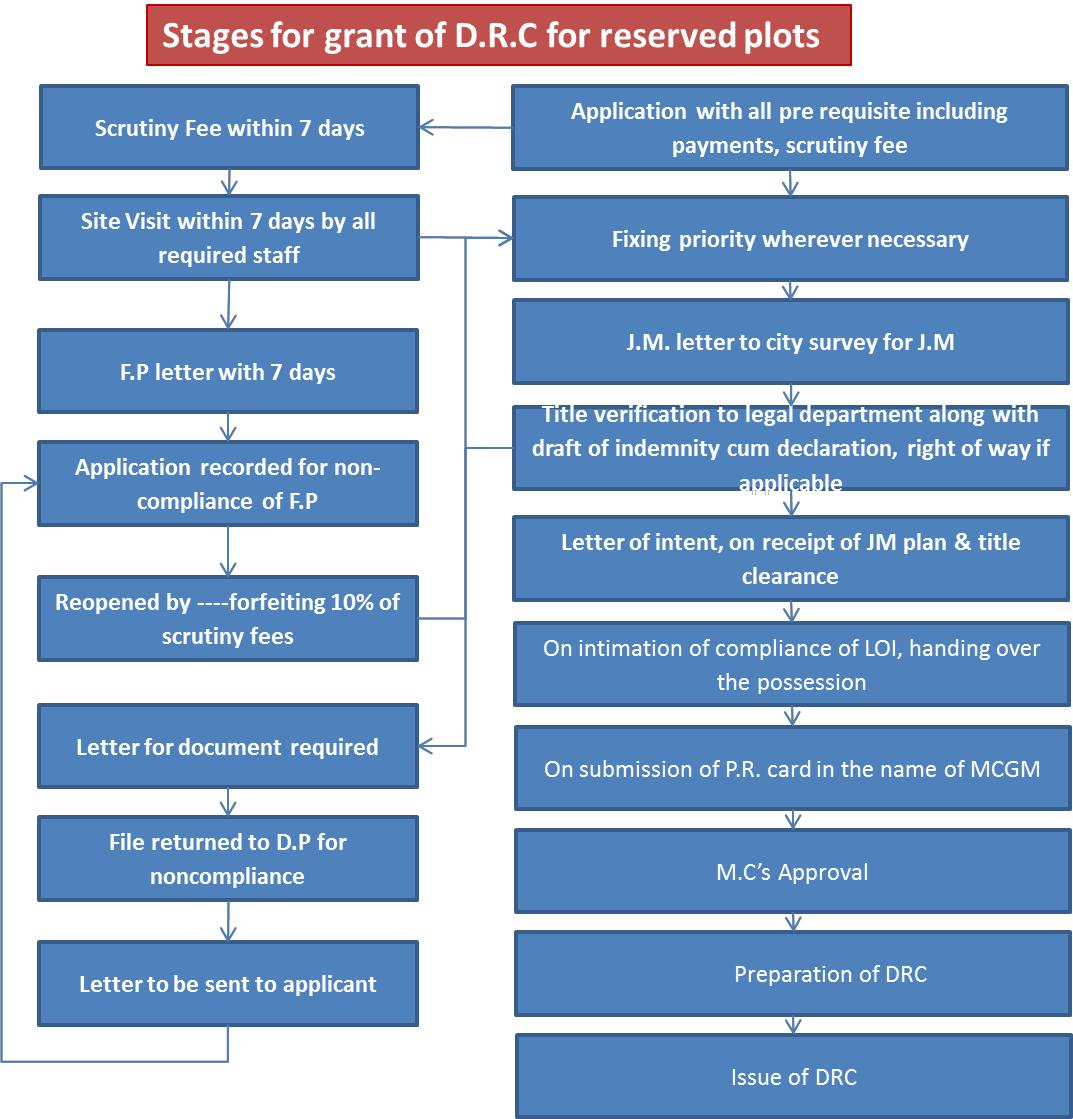 Stages for grant of D.R.C for reserved plots
Scrutiny Fee within 7 days
Site Visit within 7 days by all
required staff
F.P letter with 7 days
Application recorded for non-
compliance of F.P
Reopened by ----forfeiting 10% of
scrutiny fees
Letter for document required
File returned to D.P for
noncompliance
Letter to be sent to applicant
Application with all pre requisite including
payments, scrutiny fee
Fixing priority wherever necessary
J.M. letter to city survey for J.M
Title verification to legal department along with
draft of indemnity cum declaration, right of way if
applicable
Letter of intent, on receipt of JM plan & title
clearance
On intimation of compliance of LOI, handing over
the possession
On submission of P.R. card in the name of MCGM
M.C’s Approval
Preparation of DRC
Issue of DRC